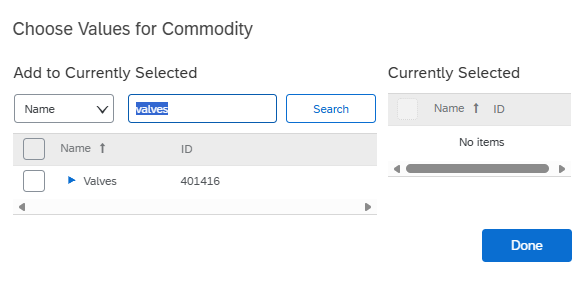 Choose Values for Commodity
Add to Currently Selected
Name valves Search
Name ↑ ID
Valves 401416
Currently Selected
Name ↑ ID
No items
Done